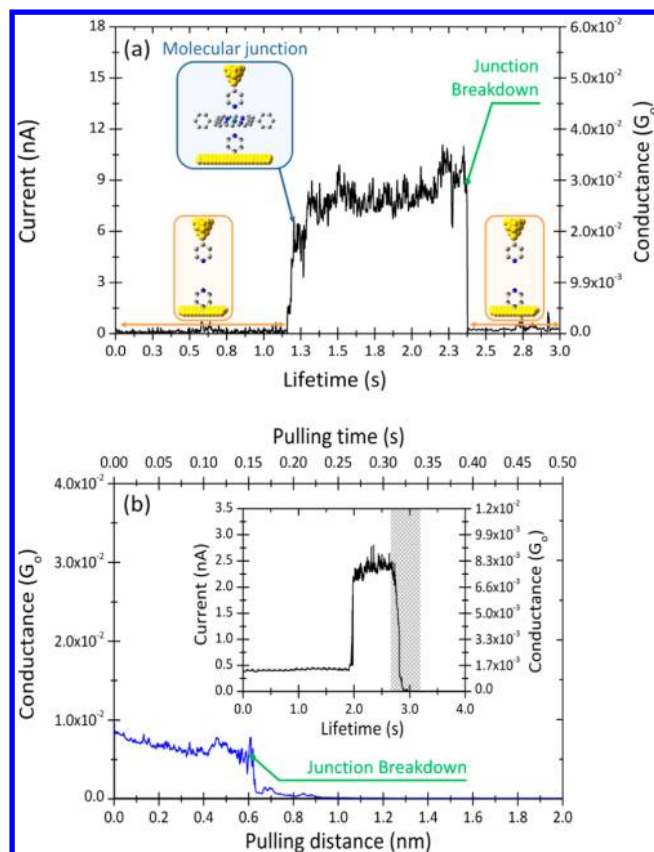 (a)
Molecular junction
Junction
Breakdown
Current (nA)
18
15
12
9
6
3
0
Conductance (Gₒ)
6.0x10⁻²
5.0x10⁻²
4.0x10⁻²
3.0x10⁻²
2.0x10⁻²
9.9x10⁻³
0.0
0.0 0.3 0.5 0.8 1.0 1.3 1.5 1.8 2.0 2.3 2.5 2.8 3.0
Lifetime (s)
Pulling time (s)
0.00 0.05 0.10 0.15 0.20 0.25 0.30 0.35 0.40 0.45 0.50
(b)
Conductance (Gₒ)
4.0x10⁻²
3.0x10⁻²
2.0x10⁻²
1.0x10⁻²
0.0
Current (nA)
3.5
3.0
2.5
2.0
1.5
1.0
0.5
0.0
Conductance (Gₒ)
1.2x10⁻²
9.9x10⁻³
8.3x10⁻³
6.6x10⁻³
5.0x10⁻³
3.3x10⁻³
1.7x10⁻³
0.0
0.0 1.0 2.0 3.0 4.0
Lifetime (s)
Junction Breakdown
0.0 0.2 0.4 0.6 0.8 1.0 1.2 1.4 1.6 1.8 2.0
Pulling distance (nm)